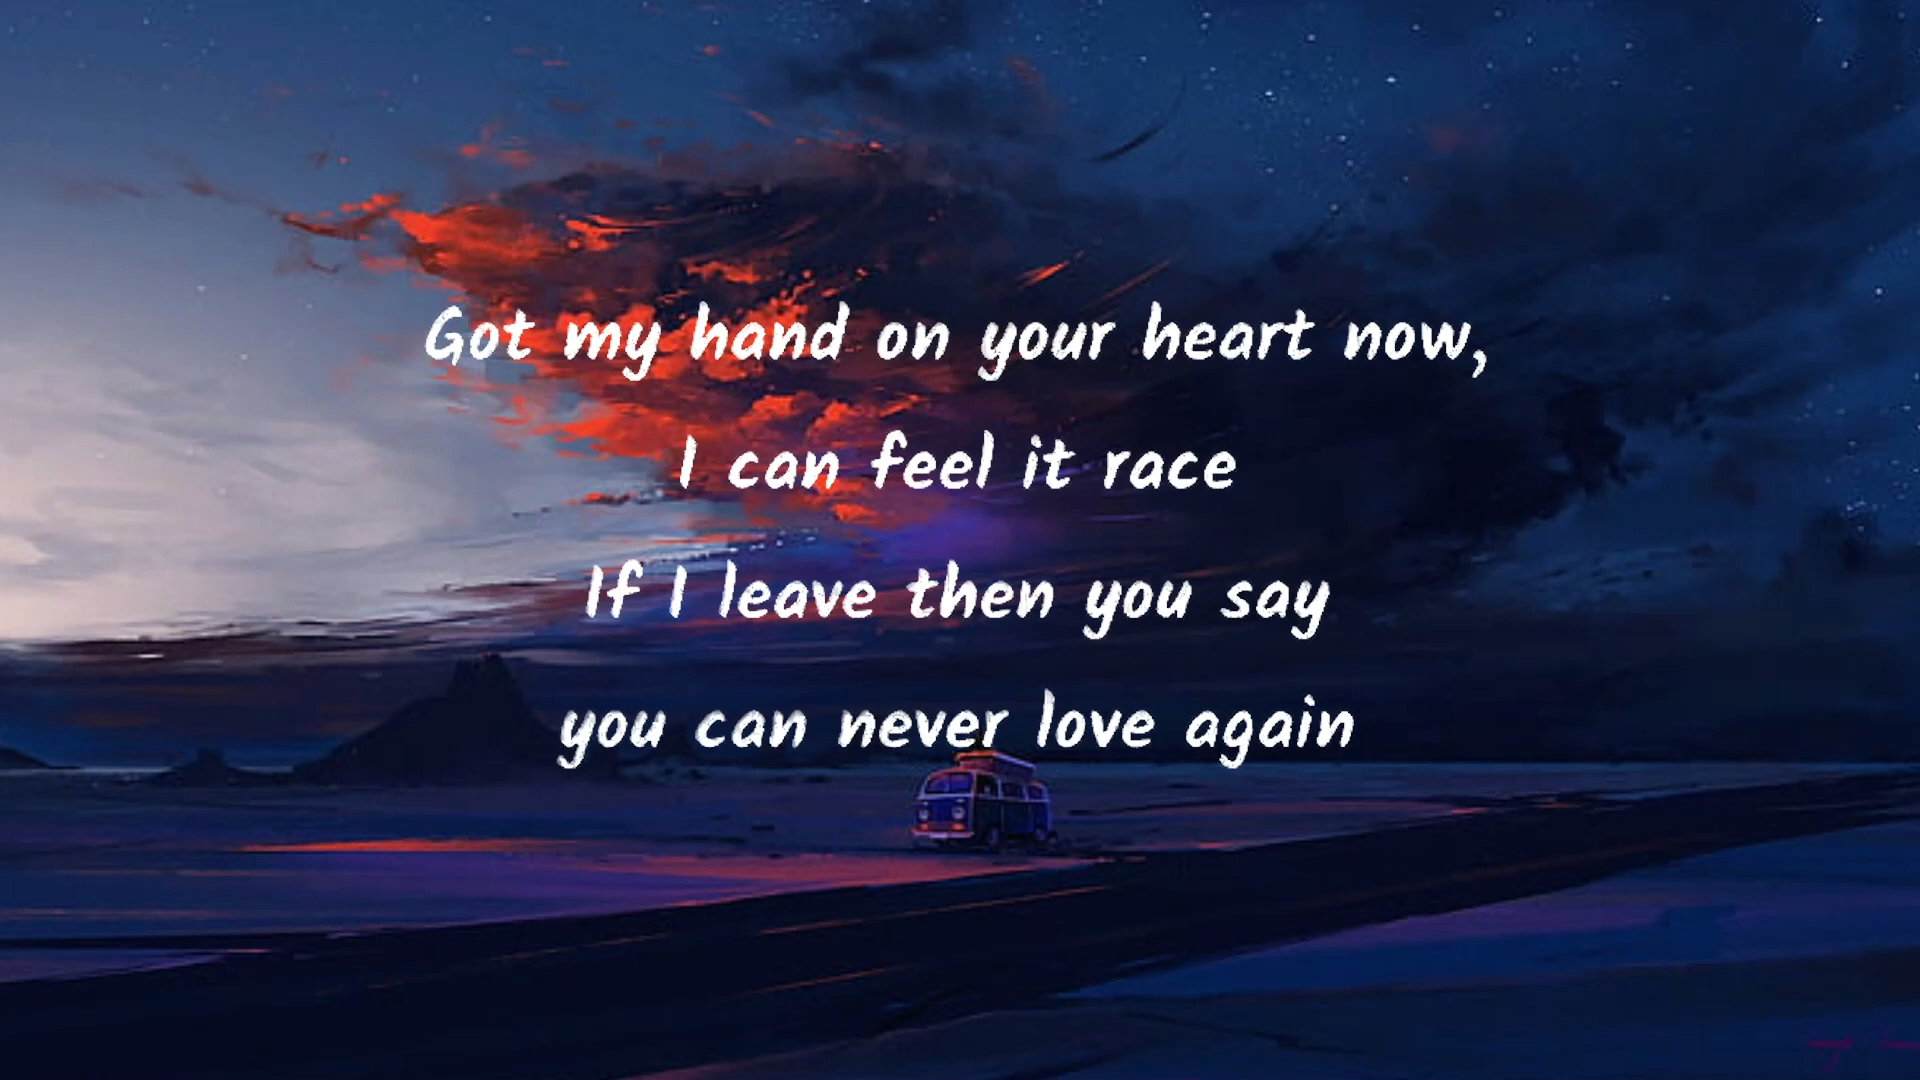 Got my hand on your heart now,
I can feel it race
If I leave then you say
you can never love again